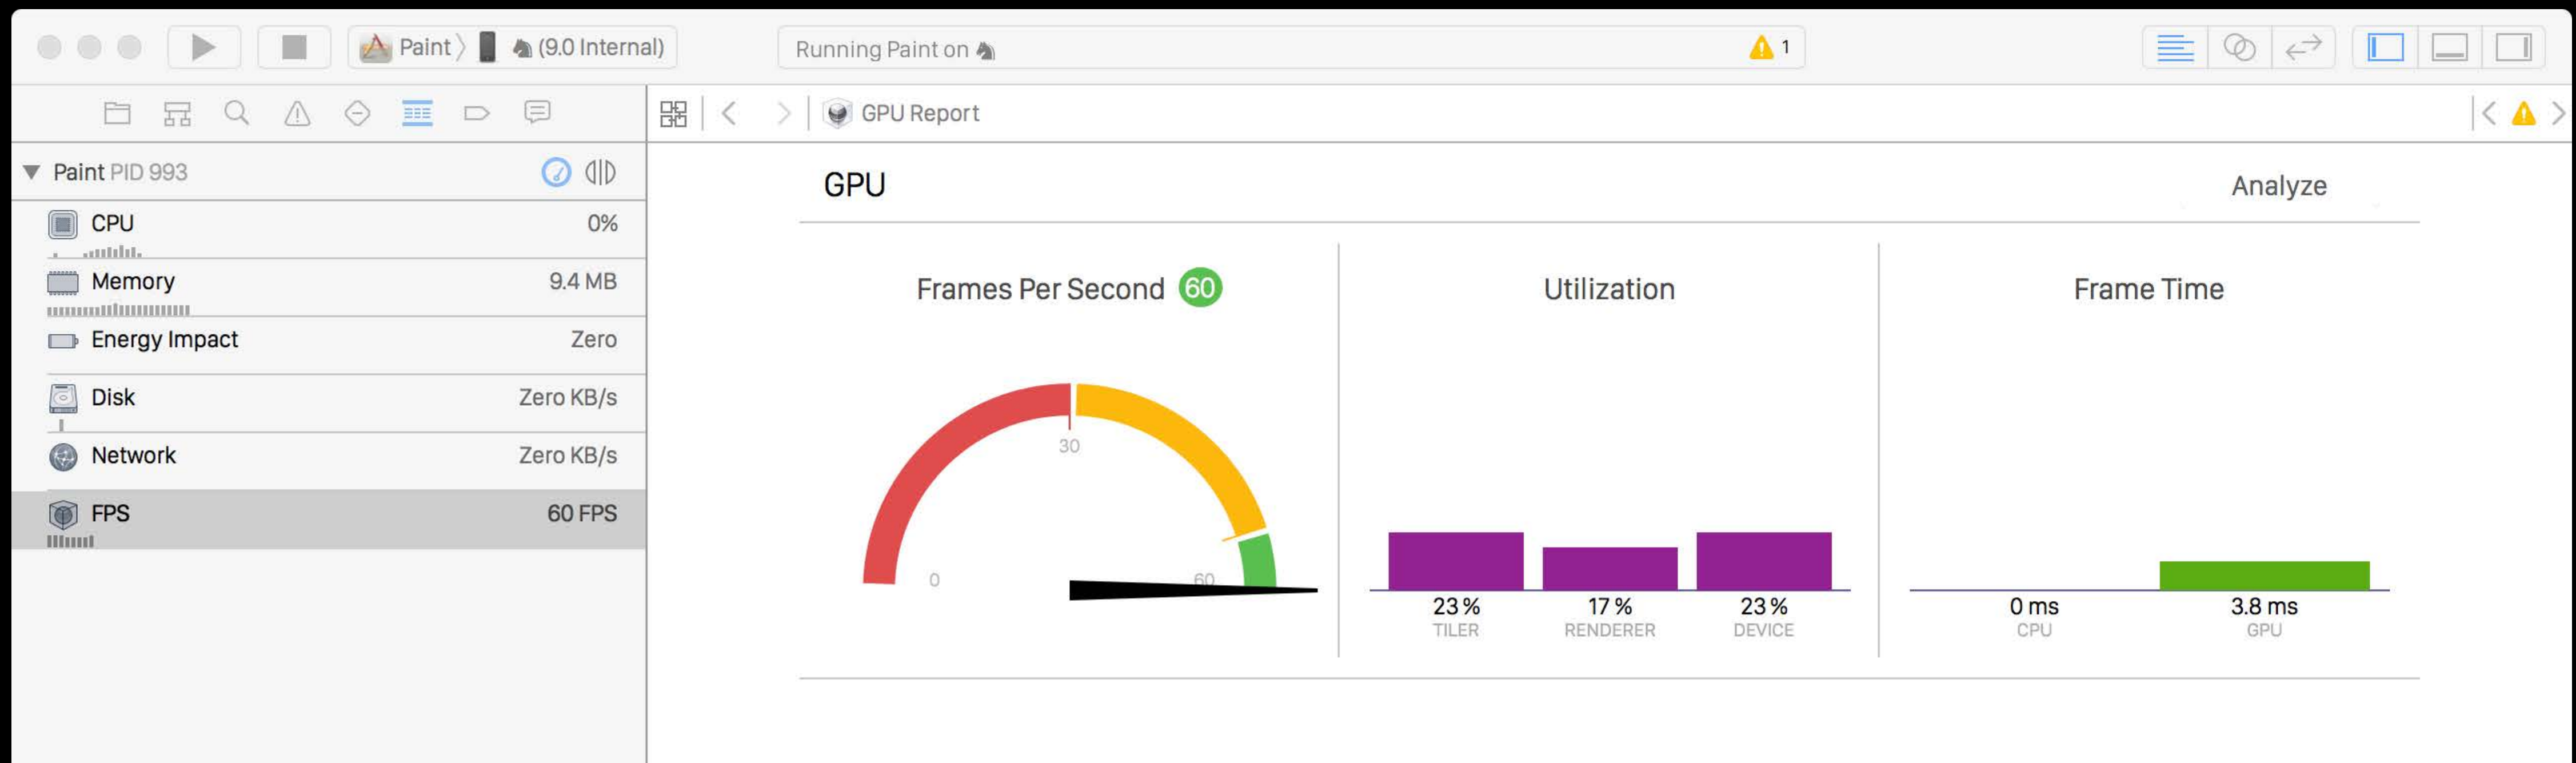 Paint 〉 🐴 (9.0 Internal)
Running Paint on 🐴
1
GPU Report
Paint PID 993
CPU 0%
Memory 9.4 MB
Energy Impact Zero
Disk Zero KB/s
Network Zero KB/s
FPS 60 FPS
GPU
Analyze
Frames Per Second 60
30
0
60
Utilization
23 % 17 % 23 %
TILER RENDERER DEVICE
Frame Time
0 ms 3.8 ms
CPU GPU